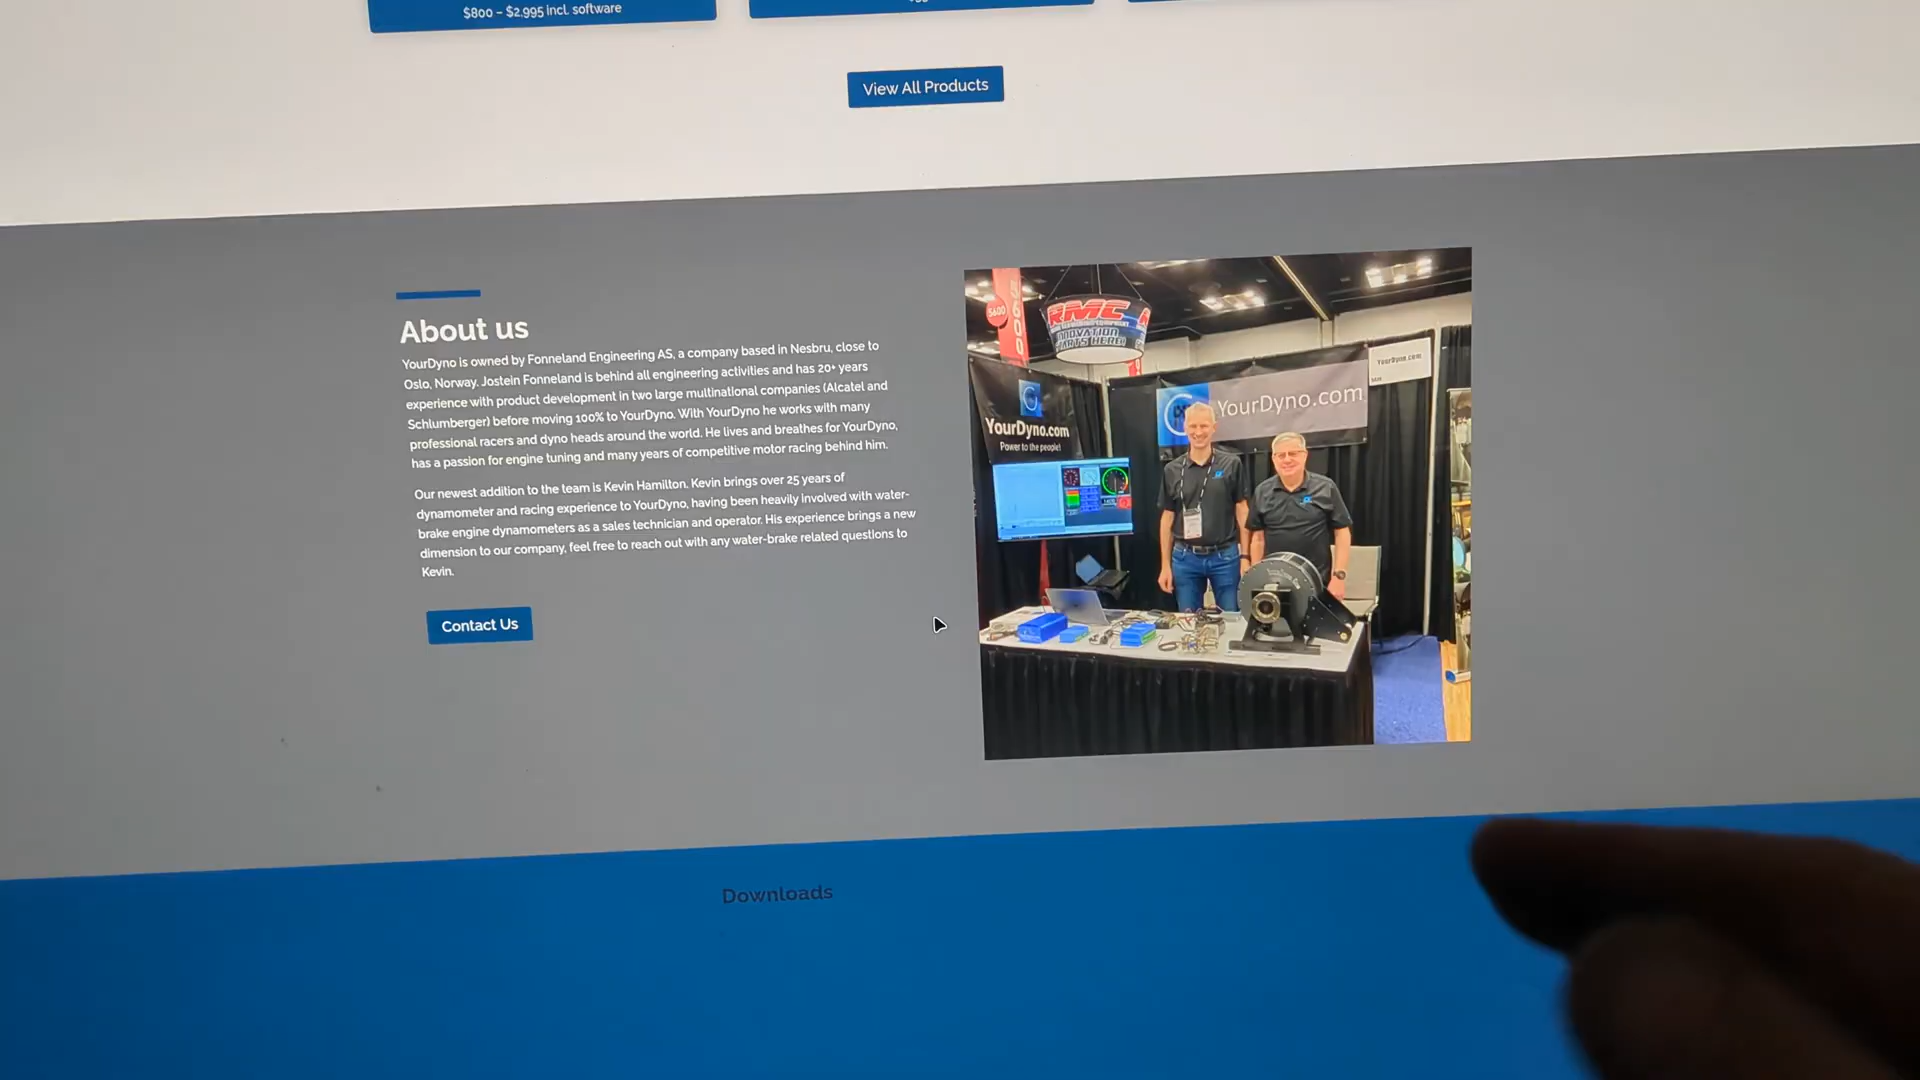 $800 – $2,995 incl. software
View All Products
About us
YourDyno is owned by Fonneland Engineering AS, a company based in Nesbru, close to
Oslo, Norway. Jostein Fonneland is behind all engineering activities and has 20+ years
experience with product development in two large multinational companies (Alcatel and
Schlumberger) before moving 100% to YourDyno. With YourDyno he works with many
professional racers and dyno heads around the world. He lives and breathes for YourDyno,
has a passion for engine tuning and many years of competitive motor racing behind him.
Our newest addition to the team is Kevin Hamilton. Kevin brings over 25 years of
dynamometer and racing experience to YourDyno, having been heavily involved with water-
brake engine dynamometers as a sales technician and operator. His experience brings a new
dimension to our company, feel free to reach out with any water-brake related questions to
Kevin.
Contact Us
5600
RMC
INNOVATION
STARTS HERE!
YourDyno.com
YourDyno.com
Power to the people!
YourDyno.com
Downloads